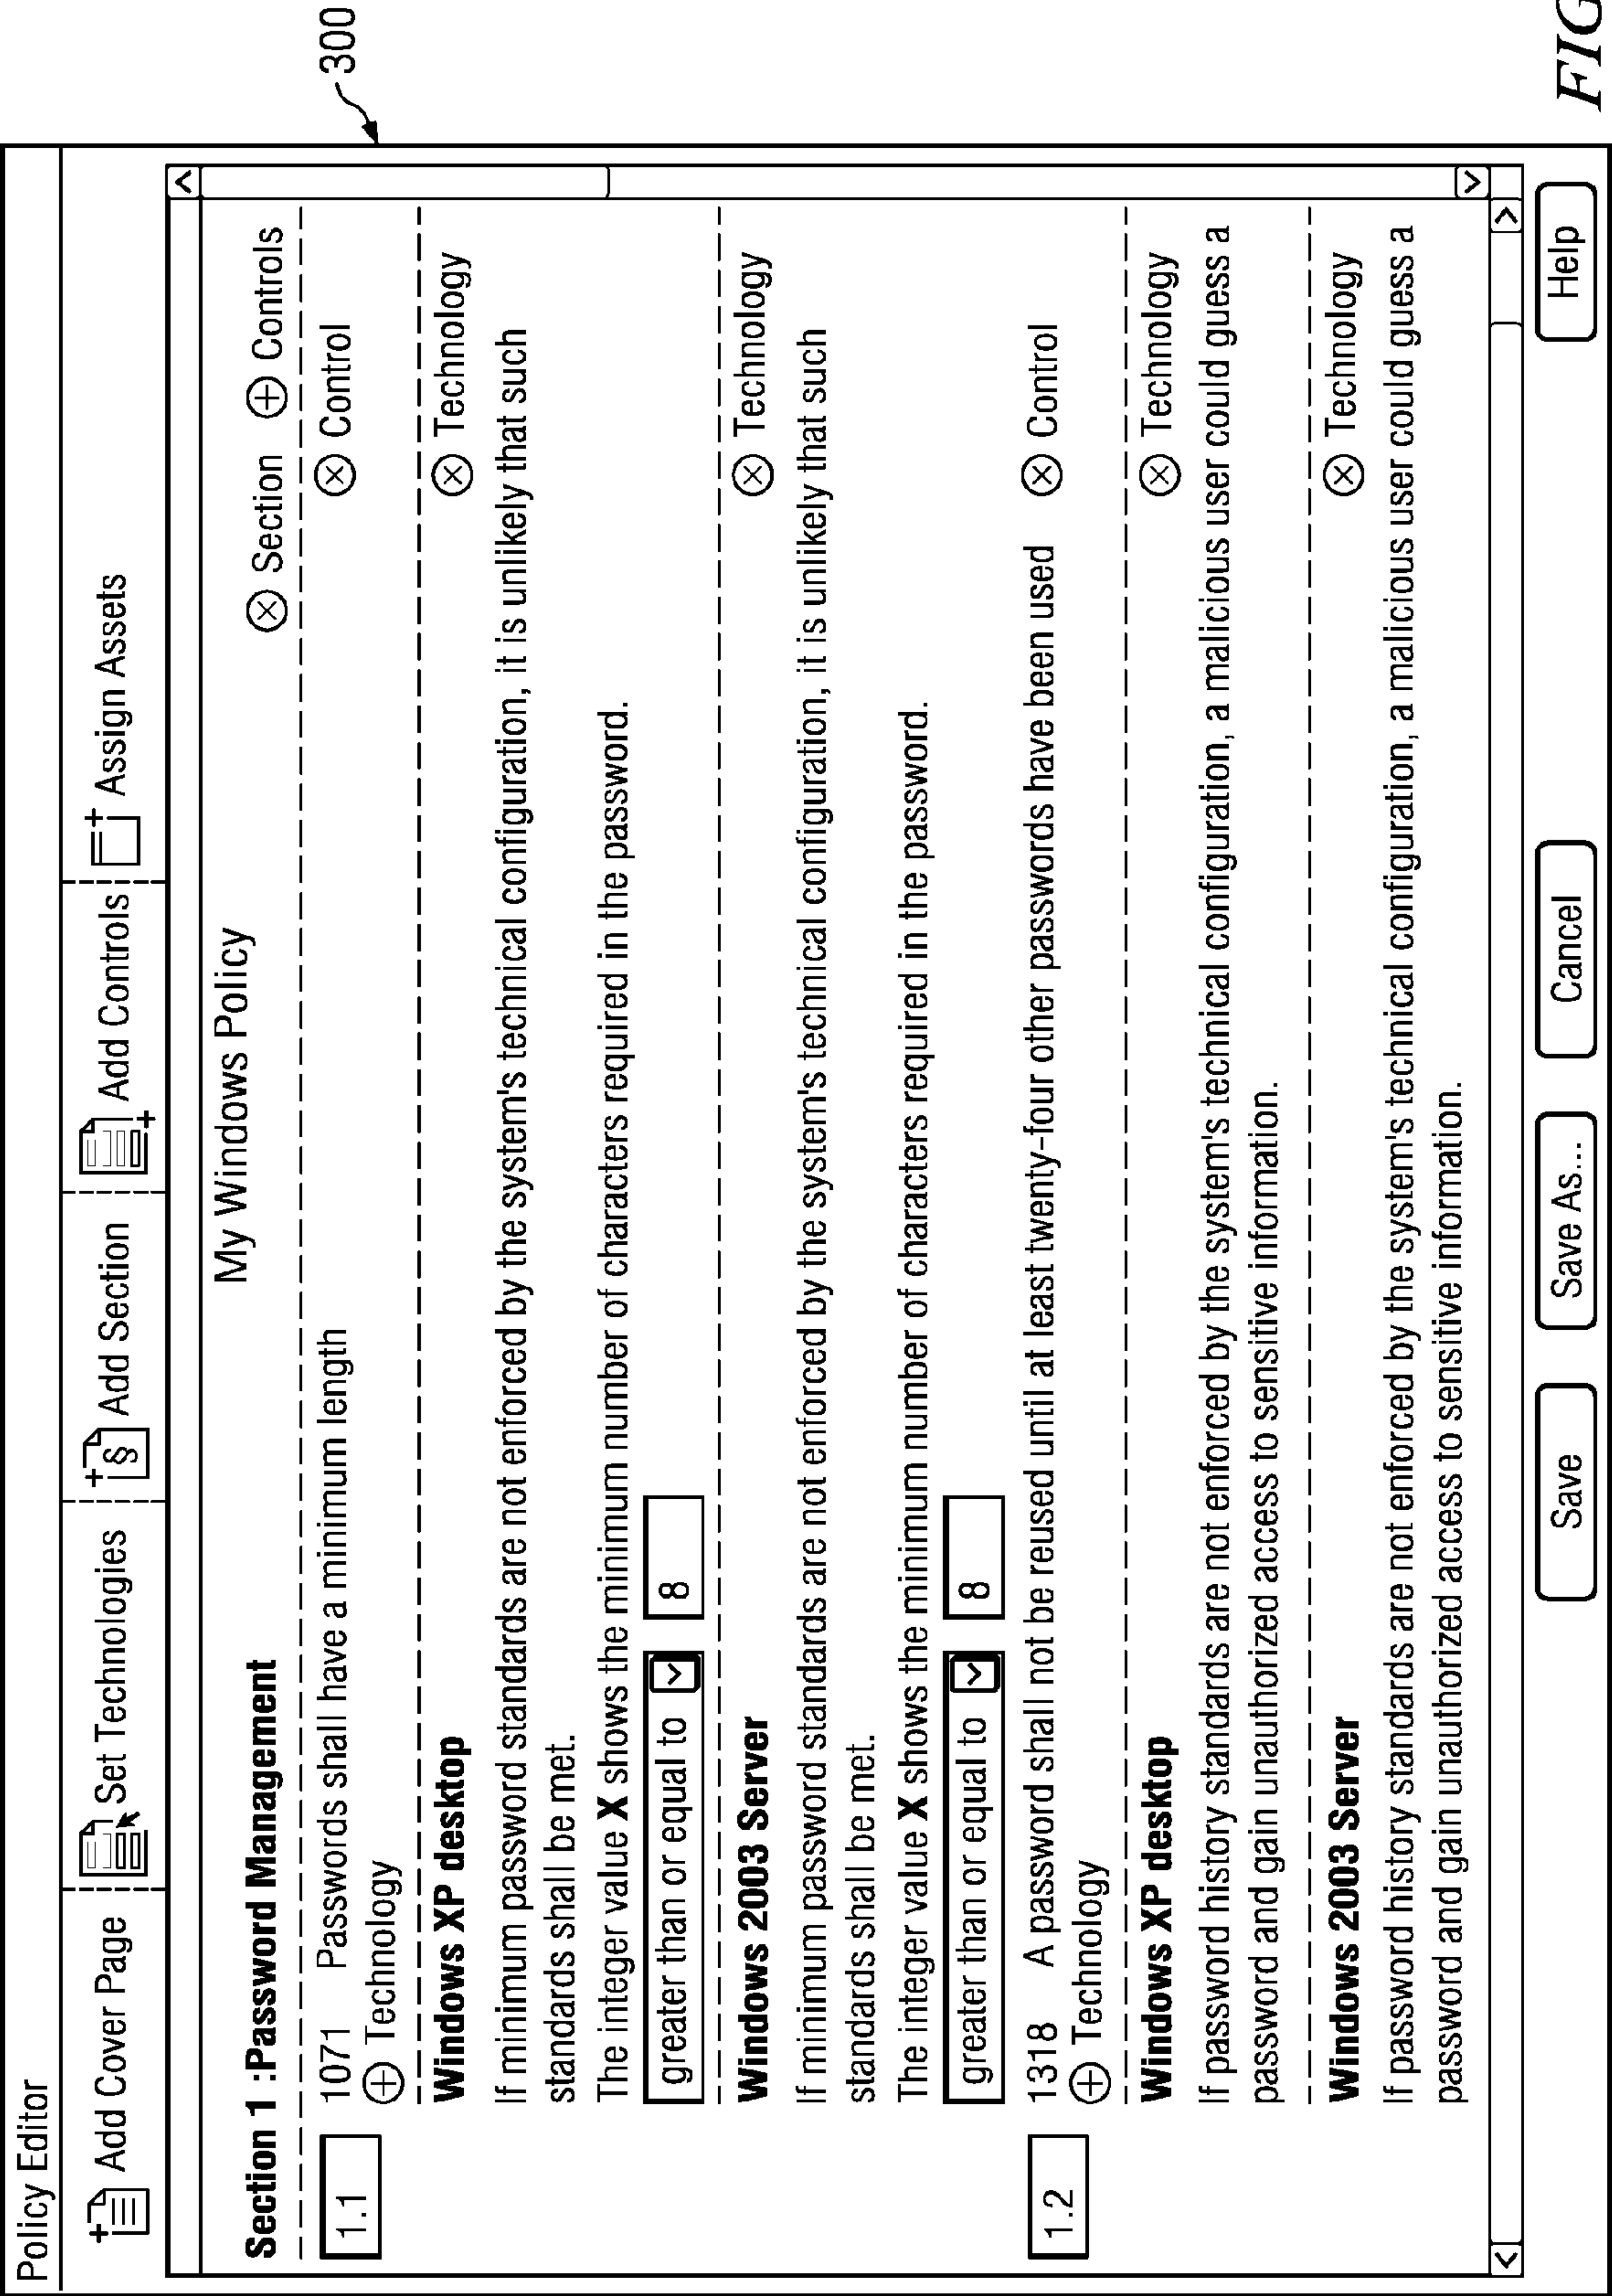 Policy Editor
Add Cover Page
Set Technologies
Add Section
Add Controls
Assign Assets
My Windows Policy
Section 1 :Password Management
Section
Controls
1.1
1071 Passwords shall have a minimum length
Control
Technology
Windows XP desktop
Technology
If minimum password standards are not enforced by the system's technical configuration, it is unlikely that such
standards shall be met.
The integer value X shows the minimum number of characters required in the password.
greater than or equal to
8
Windows 2003 Server
Technology
If minimum password standards are not enforced by the system's technical configuration, it is unlikely that such
standards shall be met.
The integer value X shows the minimum number of characters required in the password.
greater than or equal to
8
1.2
1318 A password shall not be reused until at least twenty-four other passwords have been used
Control
Technology
Windows XP desktop
Technology
If password history standards are not enforced by the system's technical configuration, a malicious user could guess a
password and gain unauthorized access to sensitive information.
Windows 2003 Server
Technology
If password history standards are not enforced by the system's technical configuration, a malicious user could guess a
password and gain unauthorized access to sensitive information.
Save
Save As...
Cancel
Help
300
FIG